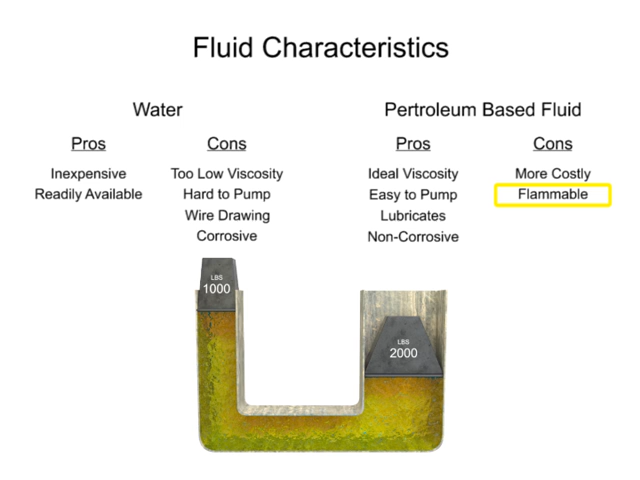 Fluid Characteristics
Water
Pros
Inexpensive
Readily Available
Cons
Too Low Viscosity
Hard to Pump
Wire Drawing
Corrosive
Pertroleum Based Fluid
Pros
Ideal Viscosity
Easy to Pump
Lubricates
Non-Corrosive
Cons
More Costly
Flammable
LBS
1000
LBS
2000